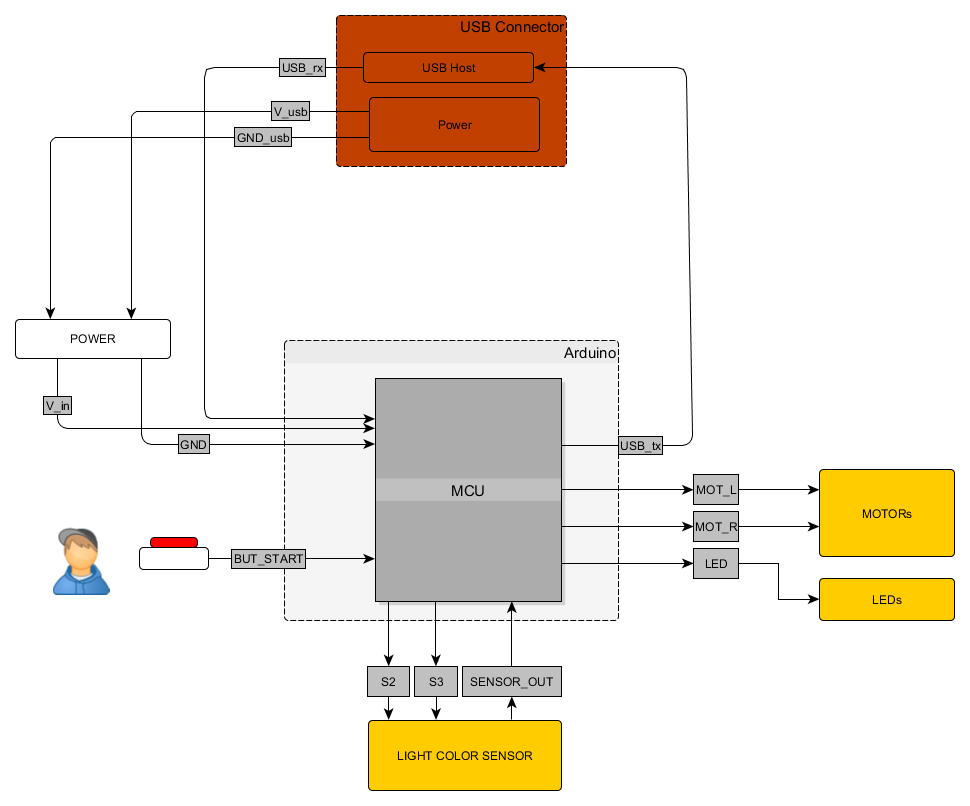 USB Connector
USB_rx
USB Host
V_usb
Power
GND_usb
POWER
Arduino
V_in
GND
USB_tx
MCU
MOT_L
MOTORs
MOT_R
BUT_START
LED
LEDs
S2
S3
SENSOR_OUT
LIGHT COLOR SENSOR